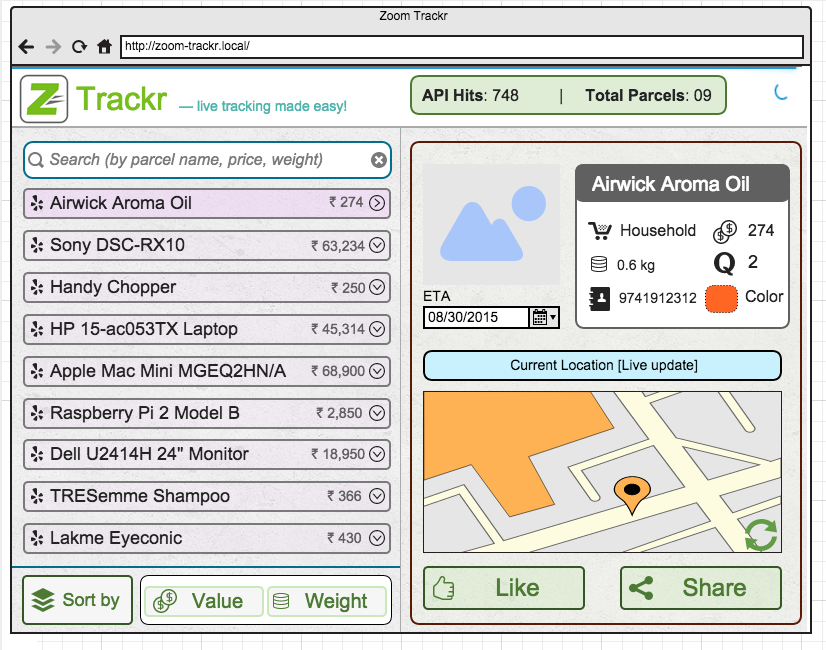 Zoom Trackr
http://zoom-trackr.local/
Z Trackr — live tracking made easy!
API Hits: 748 | Total Parcels: 09
Search (by parcel name, price, weight)
Airwick Aroma Oil ₹ 274
Sony DSC-RX10 ₹ 63,234
Handy Chopper ₹ 250
HP 15-ac053TX Laptop ₹ 45,314
Apple Mac Mini MGEQ2HN/A ₹ 68,900
Raspberry Pi 2 Model B ₹ 2,850
Dell U2414H 24" Monitor ₹ 18,950
TRESemme Shampoo ₹ 366
Lakme Eyeconic ₹ 430
Sort by Value Weight
Airwick Aroma Oil
Household 274
0.6 kg Q 2
9741912312 Color
ETA
08/30/2015
Current Location [Live update]
Like Share